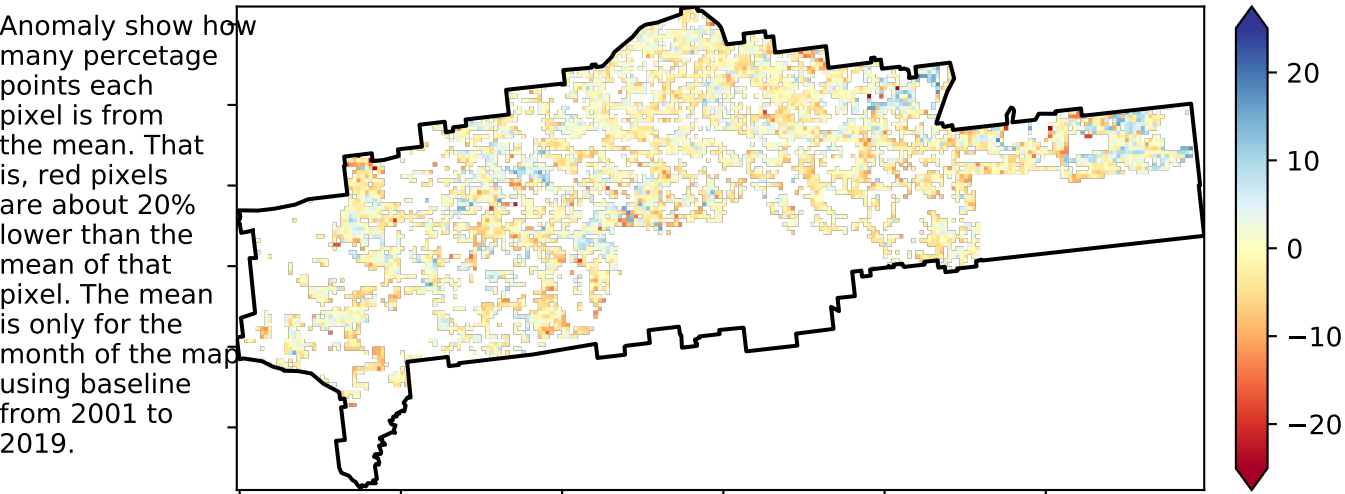 Anomaly show how
many percetage
points each
pixel is from
the mean. That
is, red pixels
are about 20%
lower than the
mean of that
pixel. The mean
is only for the
month of the map
using baseline
from 2001 to
2019.
20
10
0
−10
−20